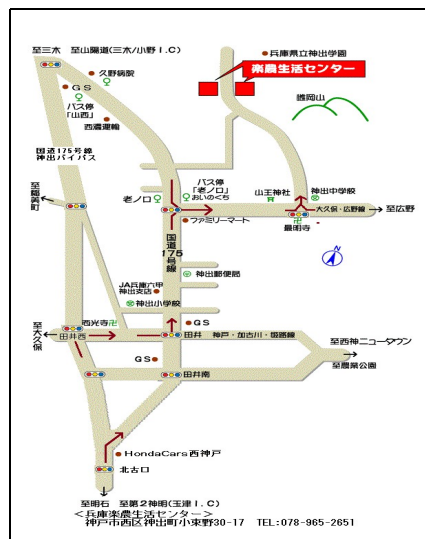 至三木 至山陽道(三木/小野I.C)
兵庫県立神出学園
久野病院
楽農生活センター
GS
バス停
「山西」
雌岡山
西濃運輸
国道175号線
神出バイパス
至稲美町
バス停
「老ノ口」
おいのくち
老ノ口
山王神社
神出中学校
大久保・広野線
至広野
ファミリーマート
最明寺
国道175号線
N
神出郵便局
JA兵庫六甲
神出支店
神出小学校
GS
至大久保
西光寺
田井西
田井
神戸・加古川・姫路線
至西神ニュータウン
GS
至農業公園
田井南
HondaCars西神戸
北古口
至明石 至第2神明(玉津I.C)
<兵庫楽農生活センター>
神戸市西区神出町小束野30-17 TEL:078-965-2651